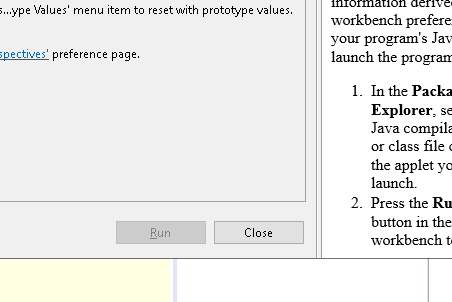 s...ype Values' menu item to reset with prototype values.
spectives' preference page.
Run
Close
information derived
workbench prefere
your program's Jav
launch the program
1. In the Packa
Explorer, se
Java compila
or class file o
the applet yo
launch.
2. Press the Ru
button in the
workbench to